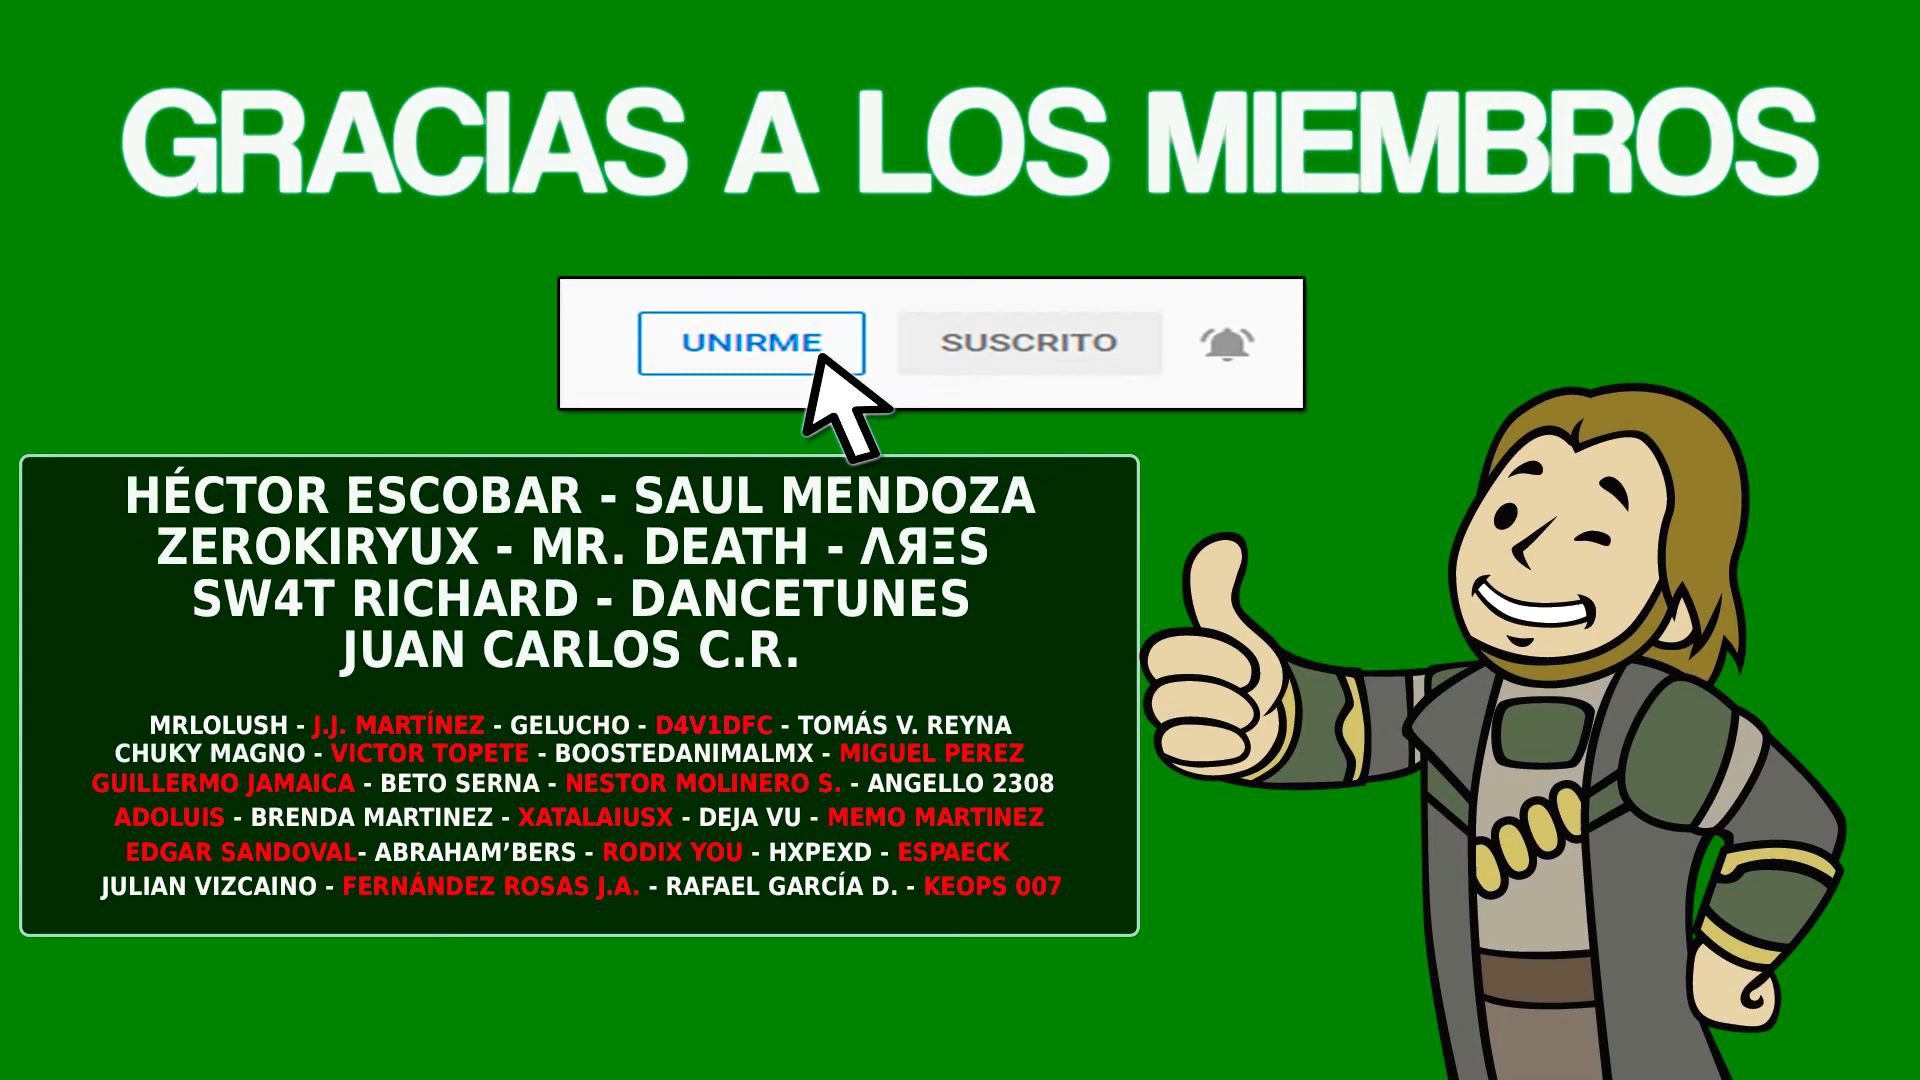 GRACIAS A LOS MIEMBROS
UNIRME SUSCRITO
HÉCTOR ESCOBAR - SAUL MENDOZA
ZEROKIRYUX - MR. DEATH - ΛЯΞS
SW4T RICHARD - DANCETUNES
JUAN CARLOS C.R.
MRLOLUSH - J.J. MARTÍNEZ - GELUCHO - D4V1DFC - TOMÁS V. REYNA
CHUKY MAGNO - VICTOR TOPETE - BOOSTEDANIMALMX - MIGUEL PEREZ
GUILLERMO JAMAICA - BETO SERNA - NESTOR MOLINERO S. - ANGELLO 2308
ADOLUIS - BRENDA MARTINEZ - XATALAIUSX - DEJA VU - MEMO MARTINEZ
EDGAR SANDOVAL- ABRAHAM’BERS - RODIX YOU - HXPEXD - ESPAECK
JULIAN VIZCAINO - FERNÁNDEZ ROSAS J.A. - RAFAEL GARCÍA D. - KEOPS 007